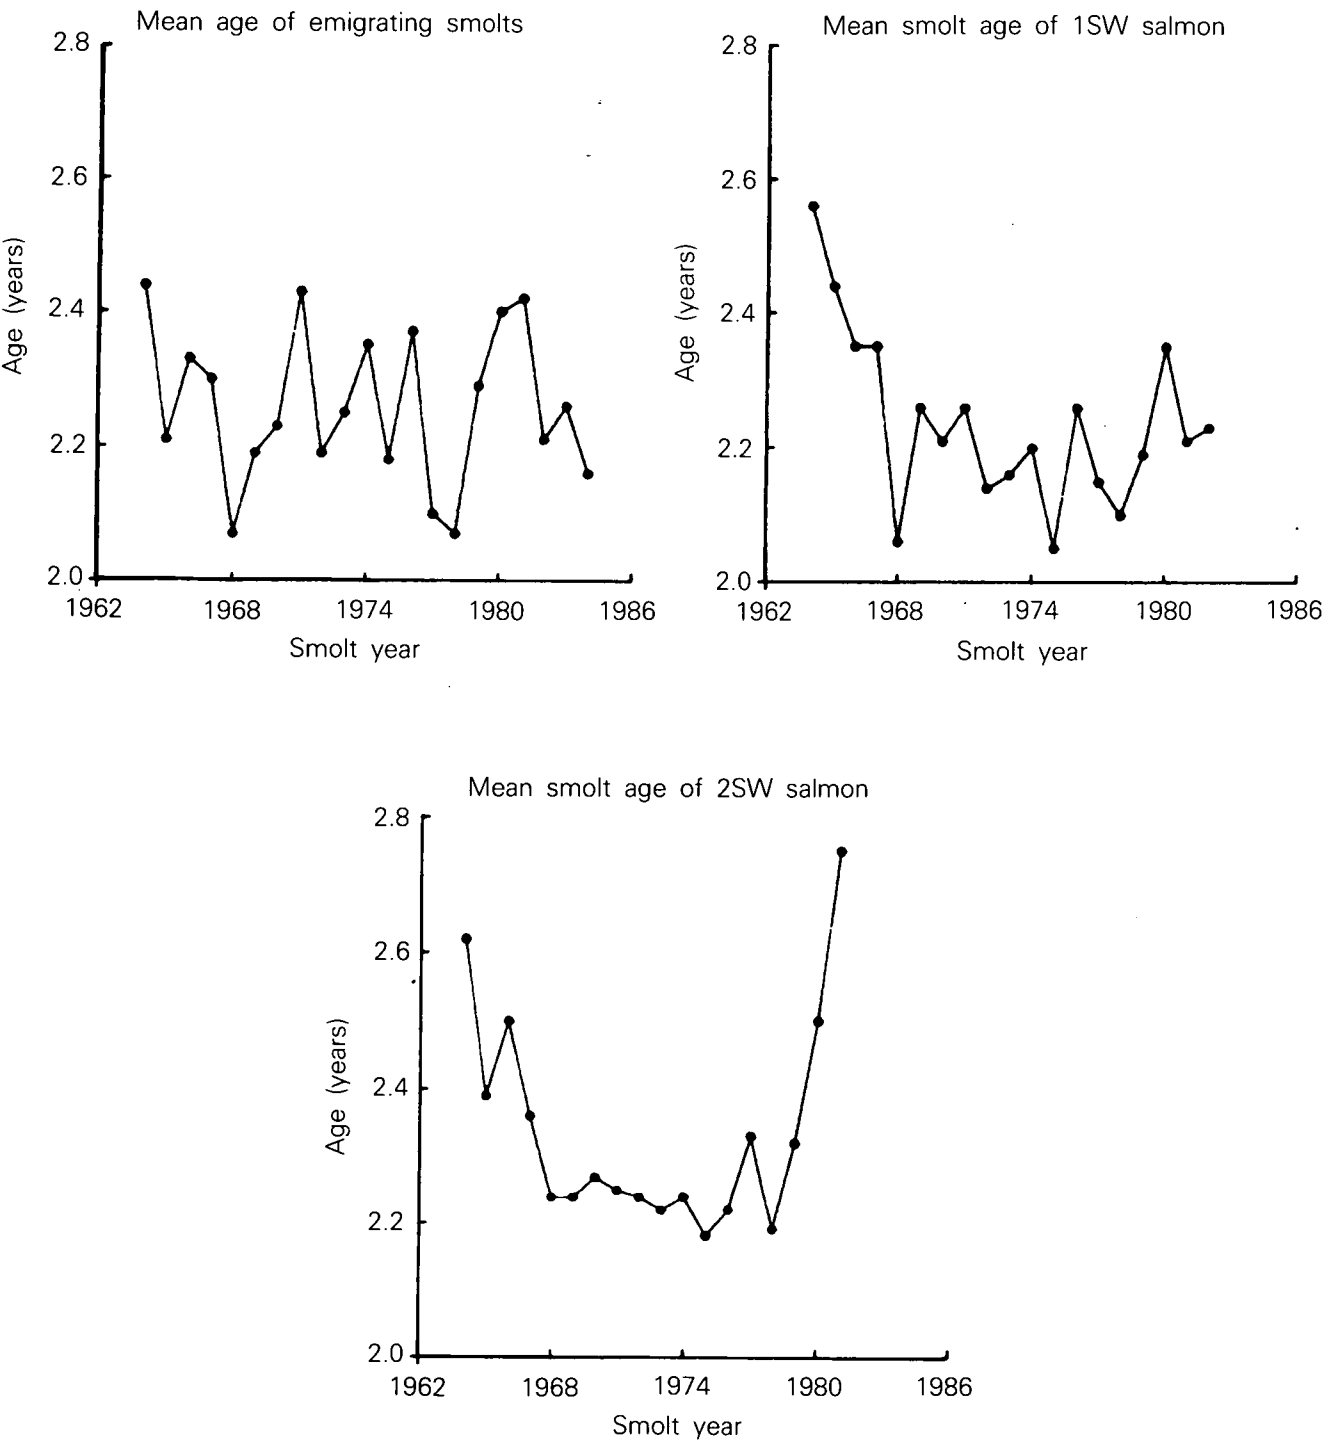 Mean age of emigrating smolts
2.8
2.6
2.4
2.2
2.0
Age (years)
1962 1968 1974 1980 1986
Smolt year
Mean smolt age of 1SW salmon
2.8
2.6
2.4
2.2
2.0
Age (years)
1962 1968 1974 1980 1986
Smolt year
Mean smolt age of 2SW salmon
2.8
2.6
2.4
2.2
2.0
Age (years)
1962 1968 1974 1980 1986
Smolt year